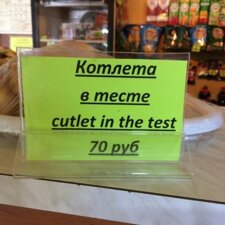 Котлета
в тесте
cutlet in the test
70 руб